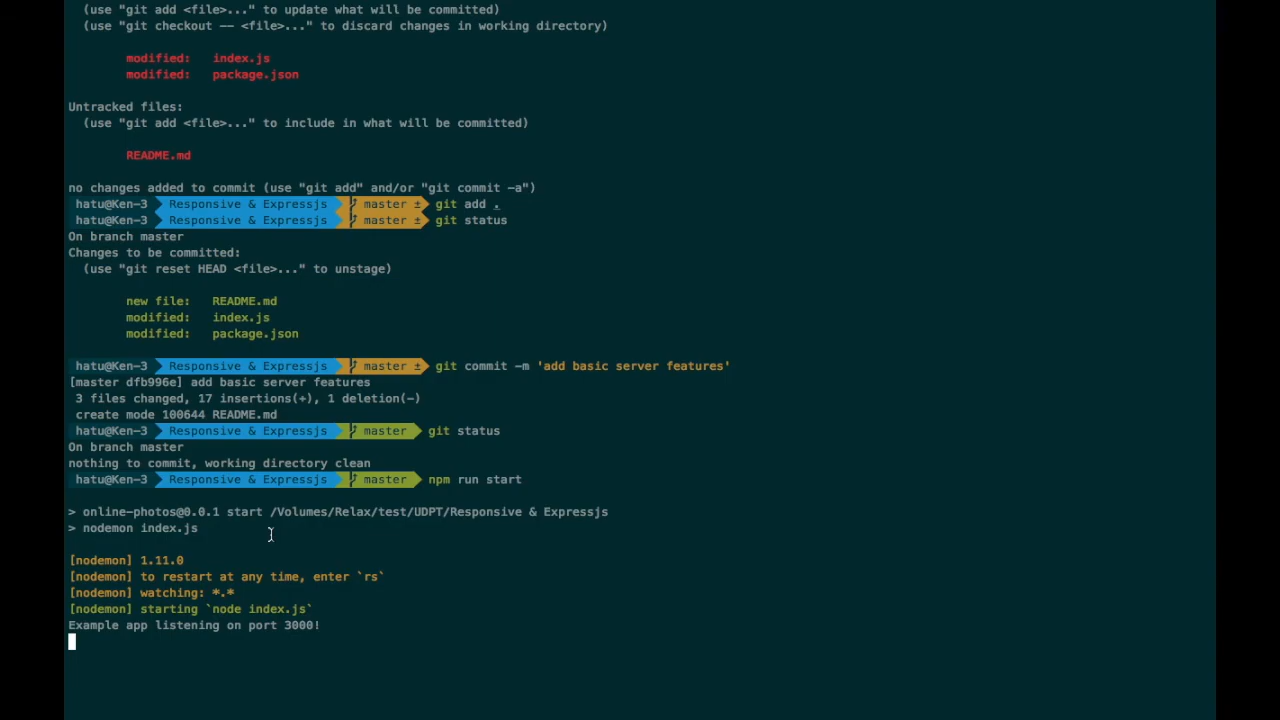 (use "git add <file>..." to update what will be committed)
(use "git checkout -- <file>..." to discard changes in working directory)
modified: index.js
modified: package.json
Untracked files:
(use "git add <file>..." to include in what will be committed)
README.md
no changes added to commit (use "git add" and/or "git commit -a")
hatu@Ken-3 Responsive & Expressjs master ± git add .
hatu@Ken-3 Responsive & Expressjs master ± git status
On branch master
Changes to be committed:
(use "git reset HEAD <file>..." to unstage)
new file: README.md
modified: index.js
modified: package.json
hatu@Ken-3 Responsive & Expressjs master ± git commit -m 'add basic server features'
[master dfb996e] add basic server features
3 files changed, 17 insertions(+), 1 deletion(-)
create mode 100644 README.md
hatu@Ken-3 Responsive & Expressjs master git status
On branch master
nothing to commit, working directory clean
hatu@Ken-3 Responsive & Expressjs master npm run start
> online-photos@0.0.1 start /Volumes/Relax/test/UDPT/Responsive & Expressjs
> nodemon index.js
[nodemon] 1.11.0
[nodemon] to restart at any time, enter `rs`
[nodemon] watching: *.*
[nodemon] starting `node index.js`
Example app listening on port 3000!